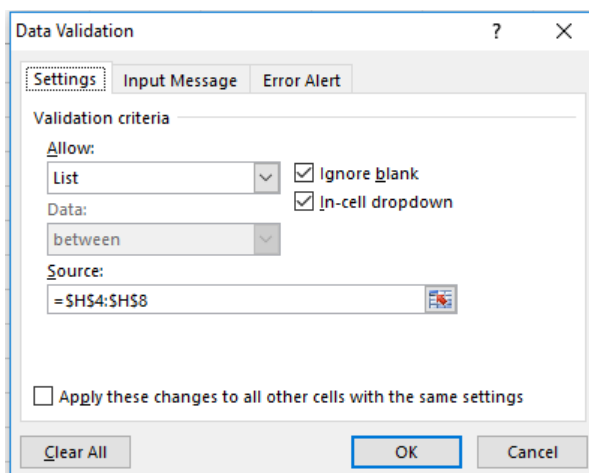 Data Validation ? X
Settings Input Message Error Alert
Validation criteria
Allow:
List
Ignore blank
In-cell dropdown
Data:
between
Source:
=$H$4:$H$8
Apply these changes to all other cells with the same settings
Clear All OK Cancel